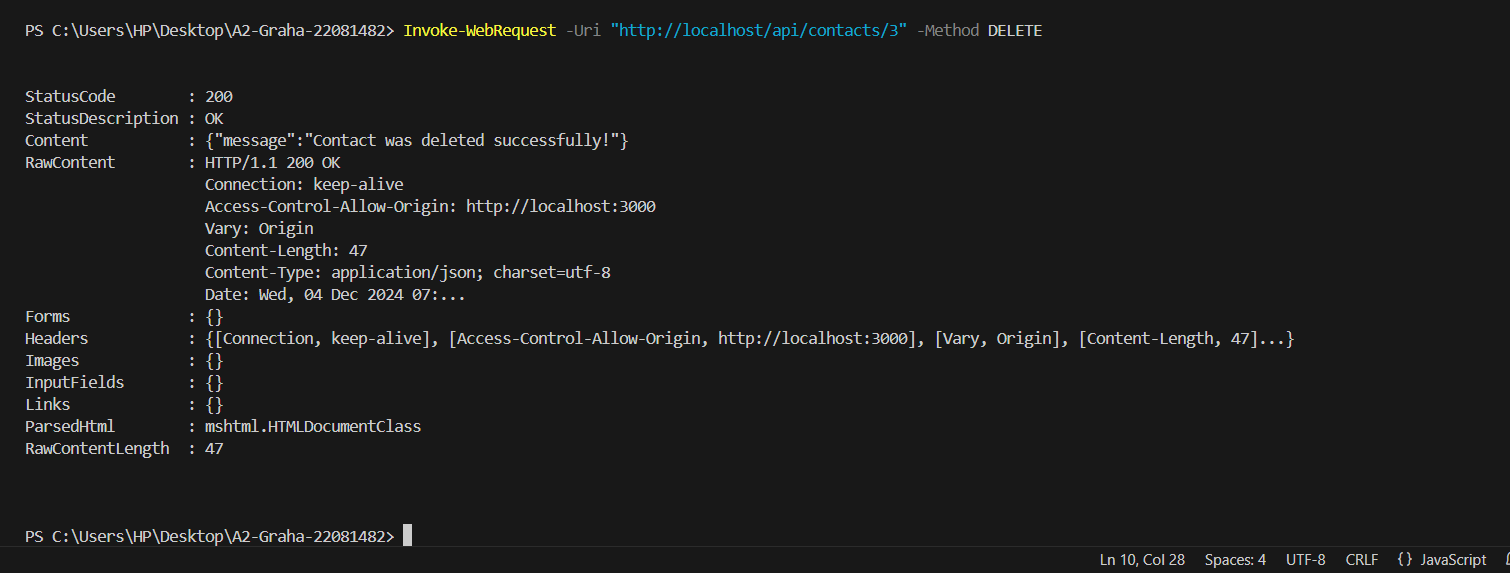 PS C:\Users\HP\Desktop\A2-Graha-22081482> Invoke-WebRequest -Uri "http://localhost/api/contacts/3" -Method DELETE
StatusCode        : 200
StatusDescription : OK
Content           : {"message":"Contact was deleted successfully!"}
RawContent        : HTTP/1.1 200 OK
                    Connection: keep-alive
                    Access-Control-Allow-Origin: http://localhost:3000
                    Vary: Origin
                    Content-Length: 47
                    Content-Type: application/json; charset=utf-8
                    Date: Wed, 04 Dec 2024 07:...
Forms             : {}
Headers           : {[Connection, keep-alive], [Access-Control-Allow-Origin, http://localhost:3000], [Vary, Origin], [Content-Length, 47]...}
Images            : {}
InputFields       : {}
Links             : {}
ParsedHtml        : mshtml.HTMLDocumentClass
RawContentLength  : 47
PS C:\Users\HP\Desktop\A2-Graha-22081482>
Ln 10, Col 28 Spaces: 4 UTF-8 CRLF {} JavaScript